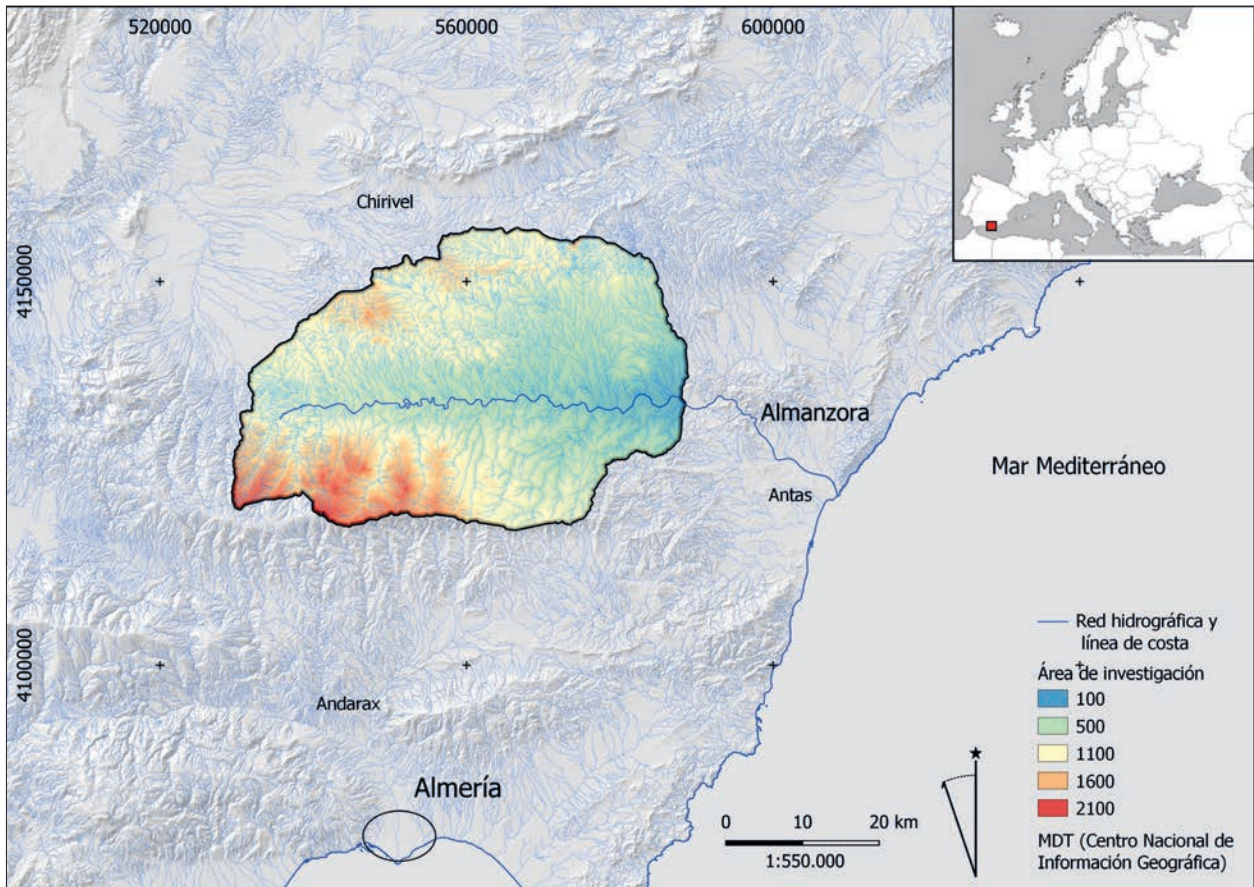 520000
560000
600000
Chirivel
4150000
Almanzora
Mar Mediterráneo
Antas
Red hidrográfica y
línea de costa
4100000
Área de investigación
100
Andarax
500
1100
1600
Almería
2100
0 10 20 km
MDT (Centro Nacional de
Información Geográfica)
1:550.000